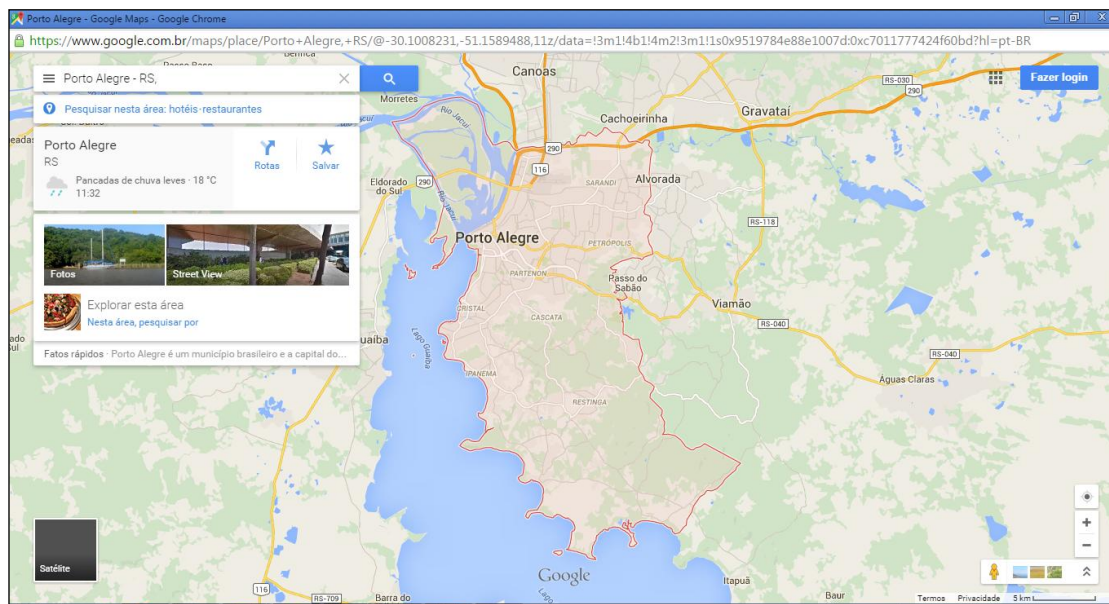 Porto Alegre - Google Maps - Google Chrome
https://www.google.com.br/maps/place/Porto+Alegre,+RS/@-30.1008231,-51.1589488,11z/data=!3m1!4b1!4m2!3m1!1s0x9519784e88e1007d:0xc7011777424f60bd?hl=pt-BR
Porto Alegre - RS,
Fazer login
Pesquisar nesta área: hotéis·restaurantes
Porto Alegre
RS
Rotas
Salvar
Pancadas de chuva leves · 18 °C
11:32
Fotos
Street View
Explorar esta área
Nesta área, pesquisar por
Fatos rápidos · Porto Alegre é um município brasileiro e a capital do...
Canoas
RS-030
290
Morretes
Gravataí
Rio Jacuí
Cachoeirinha
290
116
Eldorado
do Sul
290
SARANDI
Alvorada
Rio Jacuí
RS-118
Porto Alegre
PETRÓPOLIS
PARTENON
Passo do
Sabão
Viamão
CRISTAL
CASCATA
RS-040
Lago Guaíba
uaíba
RS-040
IPANEMA
Águas Claras
RESTINGA
Satélite
Google
Itapuã
116
RS-709
Barra do
Lago
Baur
Termos
Privacidade
5 km